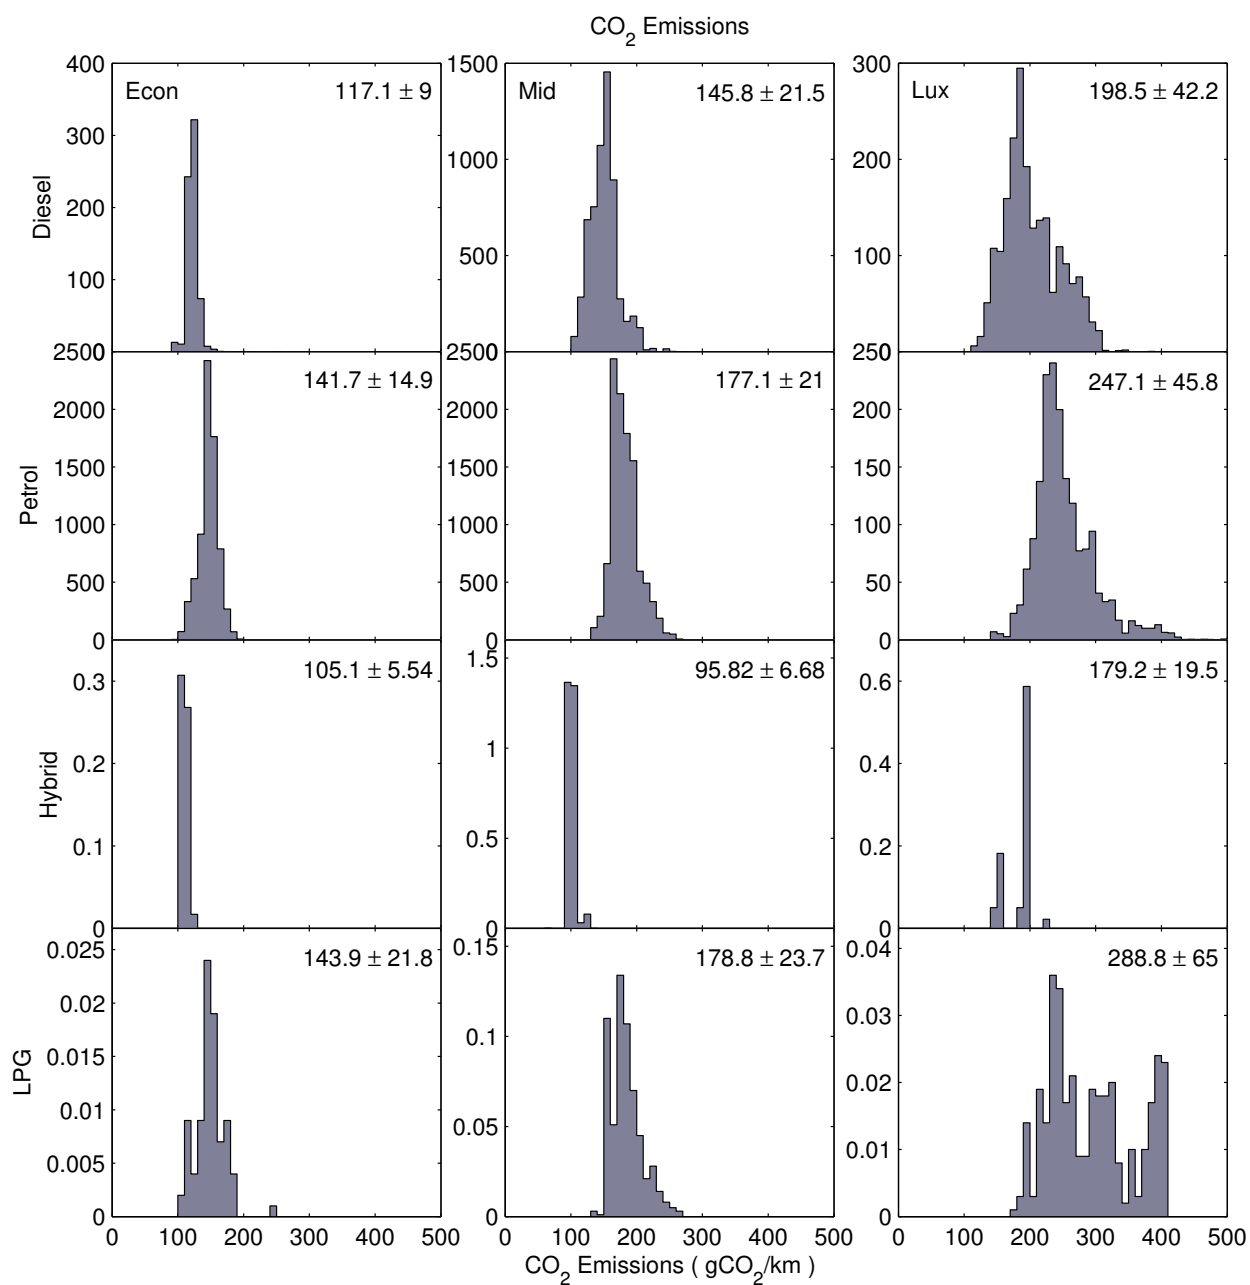 CO2 Emissions
Econ 117.1 ± 9
Mid 145.8 ± 21.5
Lux 198.5 ± 42.2
Diesel
400
300
200
100
0
1500
1000
500
0
300
200
100
0
141.7 ± 14.9
177.1 ± 21
247.1 ± 45.8
Petrol
2500
2000
1500
1000
500
0
2500
2000
1500
1000
500
0
250
200
150
100
50
0
105.1 ± 5.54
95.82 ± 6.68
179.2 ± 19.5
Hybrid
0.3
0.2
0.1
0
1.5
1
0.5
0
0.6
0.4
0.2
0
143.9 ± 21.8
178.8 ± 23.7
288.8 ± 65
LPG
0.025
0.02
0.015
0.01
0.005
0
0.15
0.1
0.05
0
0.04
0.03
0.02
0.01
0
0 100 200 300 400 500
0 100 200 300 400 500
0 100 200 300 400 500
CO2 Emissions ( gCO2/km )